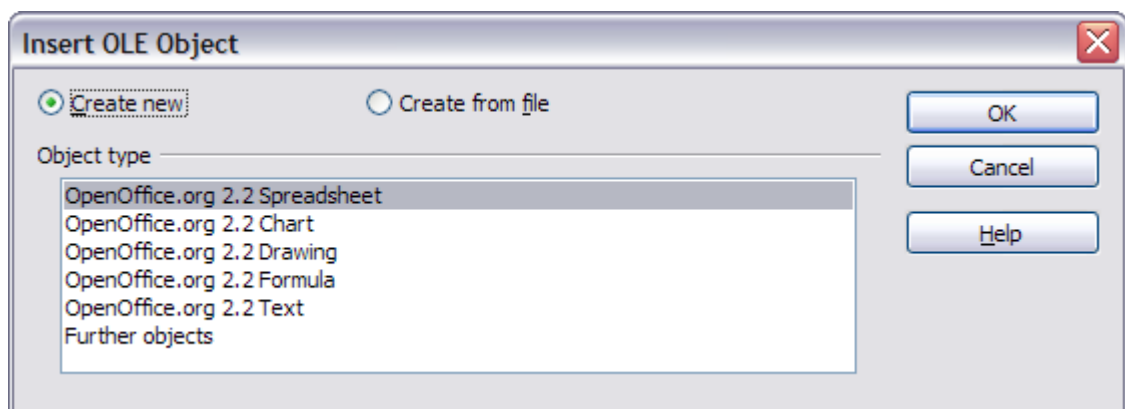 Insert OLE Object
Create new
Create from file
OK
Object type
Cancel
OpenOffice.org 2.2 Spreadsheet
OpenOffice.org 2.2 Chart
Help
OpenOffice.org 2.2 Drawing
OpenOffice.org 2.2 Formula
OpenOffice.org 2.2 Text
Further objects